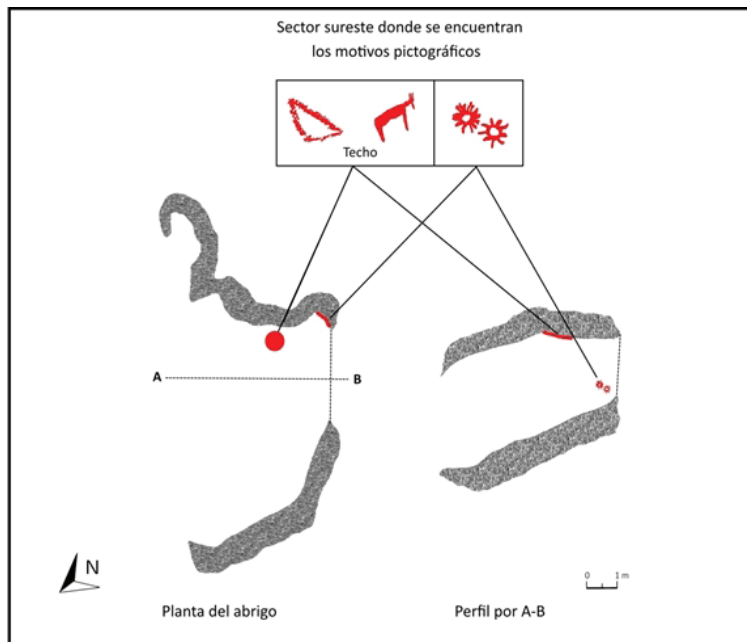 Sector sureste donde se encuentran
los motivos pictográficos
Techo
A
B
N
0 1 m
Planta del abrigo
Perfil por A-B